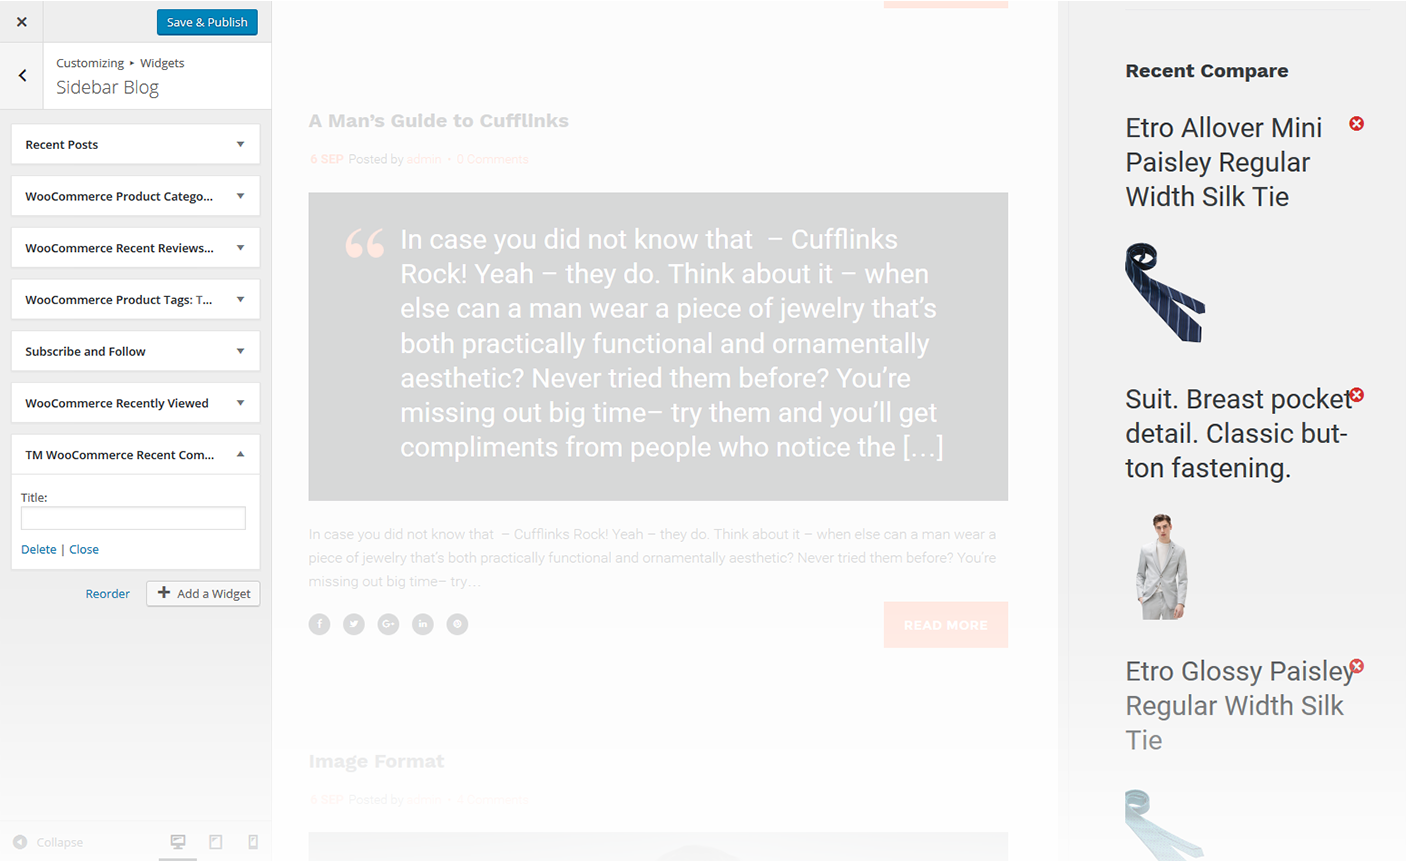 Save & Publish
Customizing ▸ Widgets
Sidebar Blog
Recent Posts
WooCommerce Product Catego...
WooCommerce Recent Reviews...
WooCommerce Product Tags: T...
Subscribe and Follow
WooCommerce Recently Viewed
TM WooCommerce Recent Com...
Title:
Delete | Close
Reorder
Add a Widget
Collapse
A Man’s Guide to Cufflinks
6 SEP Posted by admin • 0 Comments
In case you did not know that – Cufflinks
Rock! Yeah – they do. Think about it – when
else can a man wear a piece of jewelry that’s
both practically functional and ornamentally
aesthetic? Never tried them before? You’re
missing out big time– try them and you’ll get
compliments from people who notice the […]
In case you did not know that – Cufflinks Rock! Yeah – they do. Think about it – when else can a man wear a
piece of jewelry that’s both practically functional and ornamentally aesthetic? Never tried them before? You’re
missing out big time– try…
READ MORE
Image Format
6 SEP Posted by admin • 0 Comments
Recent Compare
Etro Allover Mini
Paisley Regular
Width Silk Tie
Suit. Breast pocket
detail. Classic but-
ton fastening.
Etro Glossy Paisley
Regular Width Silk
Tie